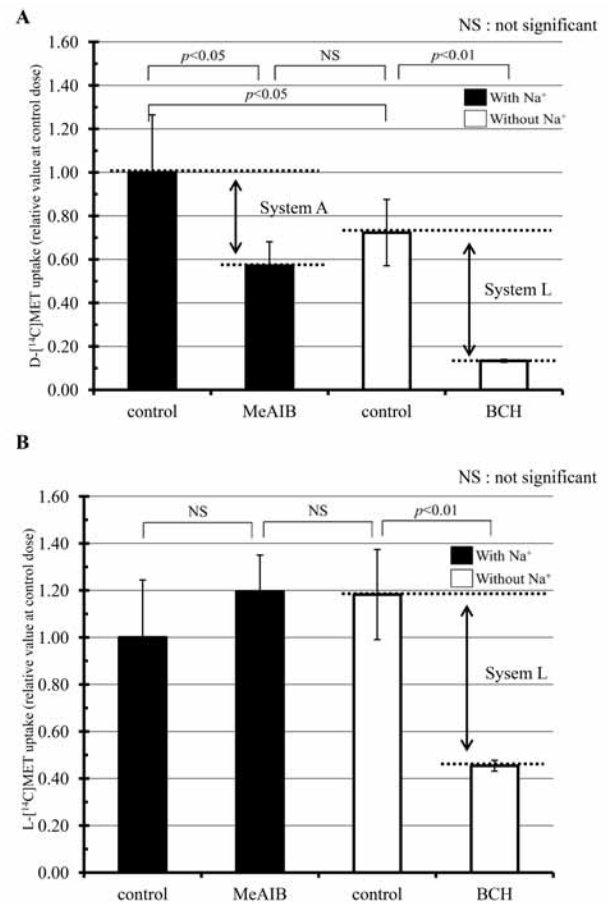 A
NS : not significant
1.60
1.40
1.20
1.00
0.80
0.60
0.40
0.20
0.00
D-[¹⁴C]MET uptake (relative value at control dose)
p<0.05
NS
p<0.01
p<0.05
With Na⁺
Without Na⁺
System A
System L
control
MeAIB
control
BCH
B
NS : not significant
1.60
1.40
1.20
1.00
0.80
0.60
0.40
0.20
0.00
L-[¹⁴C]MET uptake (relative value at control dose)
NS
NS
p<0.01
With Na⁺
Without Na⁺
Sysem L
control
MeAIB
control
BCH